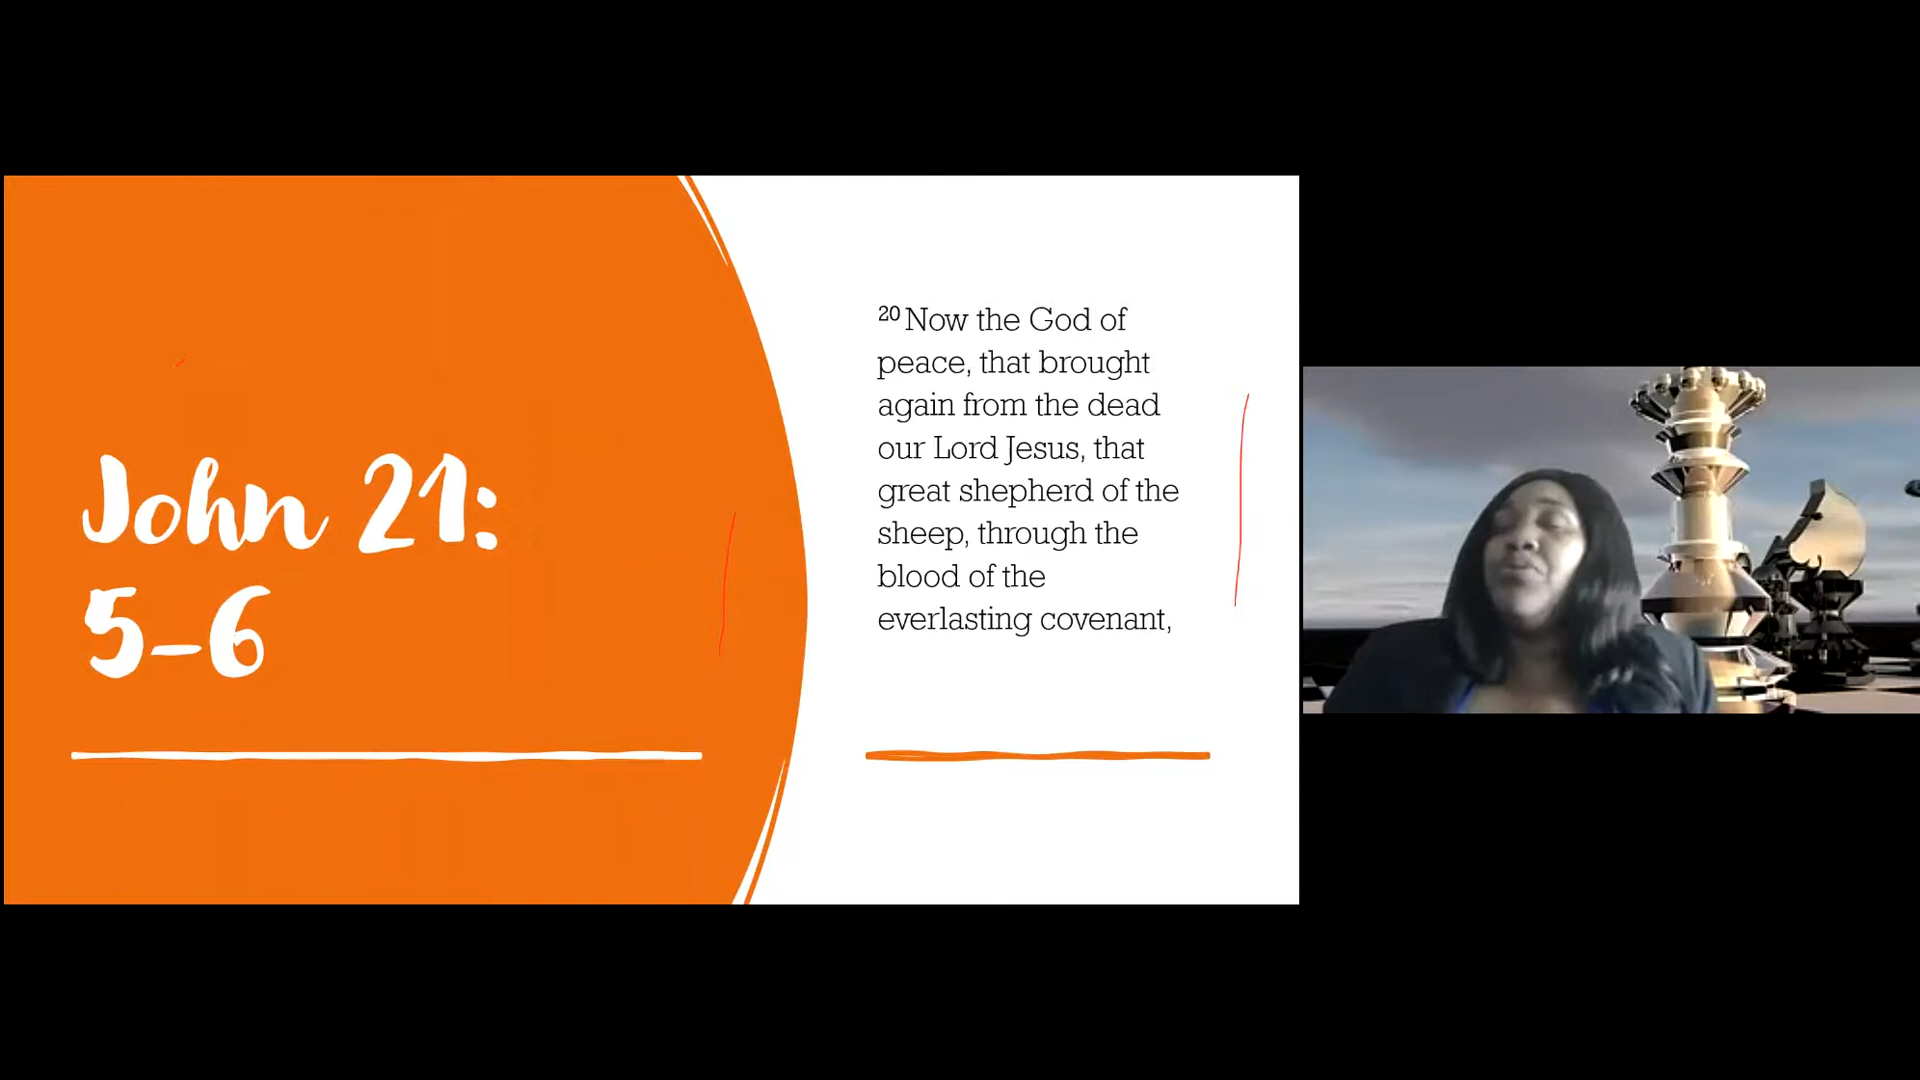 John 21:
5-6
20 Now the God of
peace, that brought
again from the dead
our Lord Jesus, that
great shepherd of the
sheep, through the
blood of the
everlasting covenant,